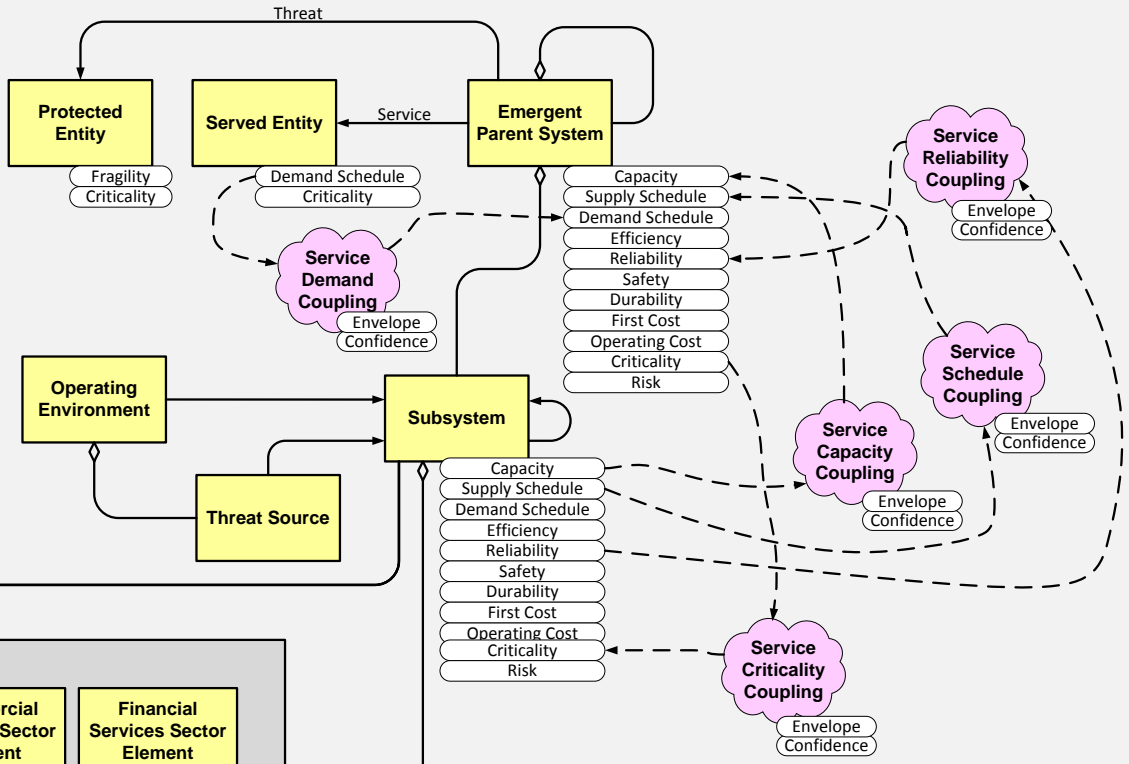 Threat
Protected
Entity
Fragility
Criticality
Served Entity
Demand Schedule
Criticality
Service
Emergent
Parent System
Capacity
Supply Schedule
Demand Schedule
Efficiency
Reliability
Safety
Durability
First Cost
Operating Cost
Criticality
Risk
Service
Reliability
Coupling
Envelope
Confidence
Service
Demand
Coupling
Envelope
Confidence
Service
Schedule
Coupling
Envelope
Confidence
Operating
Environment
Subsystem
Service
Capacity
Coupling
Envelope
Confidence
Threat Source
Capacity
Supply Schedule
Demand Schedule
Efficiency
Reliability
Safety
Durability
First Cost
Operating Cost
Criticality
Risk
Service
Criticality
Coupling
Envelope
Confidence
rcial
Sector
ent
Financial
Services Sector
Element